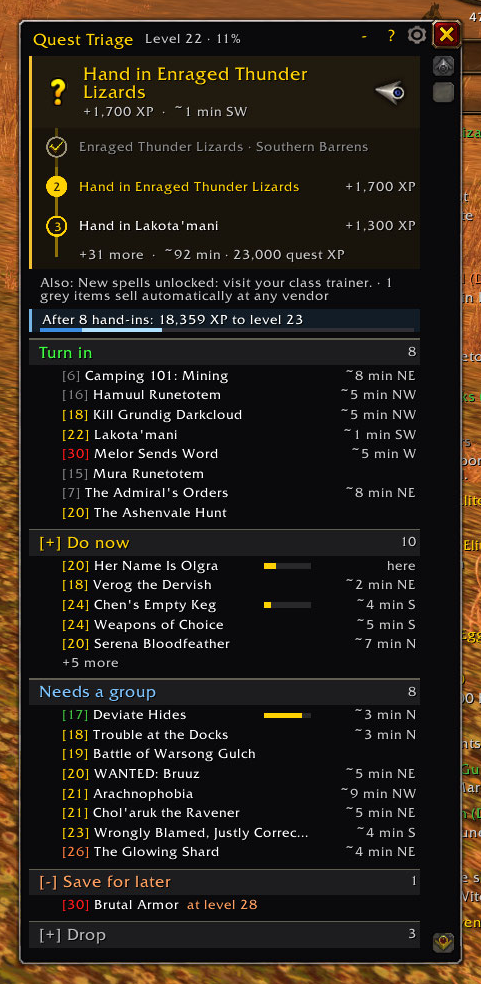 Quest Triage Level 22 · 11% - ?
Hand in Enraged Thunder
Lizards
+1,700 XP · ~1 min SW
Enraged Thunder Lizards · Southern Barrens
2 Hand in Enraged Thunder Lizards +1,700 XP
3 Hand in Lakota'mani +1,300 XP
+31 more · ~92 min · 23,000 quest XP
Also: New spells unlocked: visit your class trainer. · 1
grey items sell automatically at any vendor
After 8 hand-ins: 18,359 XP to level 23
Turn in 8
[6] Camping 101: Mining ~8 min NE
[16] Hamuul Runetotem ~5 min NW
[18] Kill Grundig Darkcloud ~5 min NW
[22] Lakota'mani ~1 min SW
[30] Melor Sends Word ~5 min W
[15] Mura Runetotem
[7] The Admiral's Orders ~8 min NE
[20] The Ashenvale Hunt
[+] Do now 10
[20] Her Name Is Olgra here
[18] Verog the Dervish ~2 min NE
[24] Chen's Empty Keg ~4 min S
[24] Weapons of Choice ~5 min S
[20] Serena Bloodfeather ~7 min N
+5 more
Needs a group 8
[17] Deviate Hides ~3 min N
[18] Trouble at the Docks ~3 min N
[19] Battle of Warsong Gulch
[20] WANTED: Bruuz ~5 min NE
[21] Arachnophobia ~9 min NW
[21] Chol'aruk the Ravener ~5 min NE
[23] Wrongly Blamed, Justly Correc... ~4 min S
[26] The Glowing Shard ~4 min NE
[-] Save for later 1
[30] Brutal Armor at level 28
[+] Drop 3